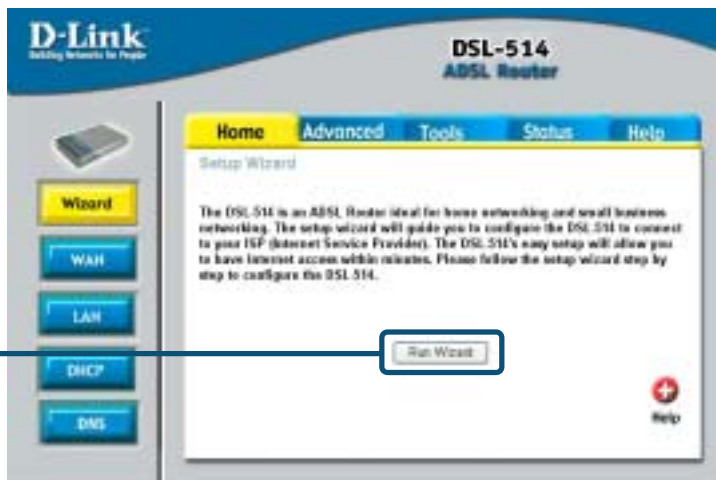 D-Link
Building Networks for People
DSL-514
ADSL Router
Home Advanced Tools Status Help
Setup Wizard
Wizard
WAN
LAN
DHCP
DNS
The DSL-514 is an ADSL Router ideal for home networking and small business
networking. The setup wizard will guide you to configure the DSL-514 to connect
to your ISP (Internet Service Provider). The DSL-514's easy setup will allow you
to have Internet access within minutes. Please follow the setup wizard step by
step to configure the DSL-514.
Run Wizard
Help